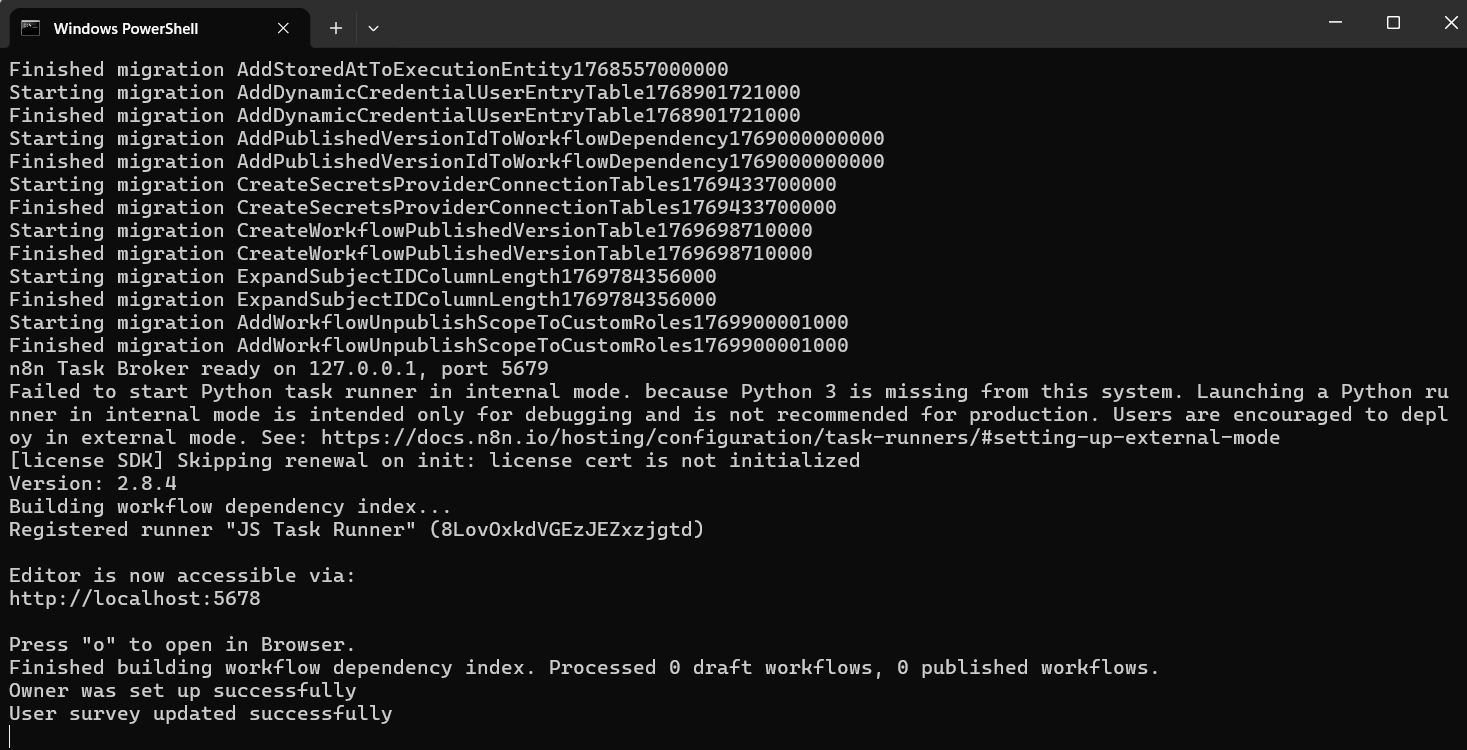 Windows PowerShell
Finished migration AddStoredAtToExecutionEntity1768557000000
Starting migration AddDynamicCredentialUserEntryTable1768901721000
Finished migration AddDynamicCredentialUserEntryTable1768901721000
Starting migration AddPublishedVersionIdToWorkflowDependency1769000000000
Finished migration AddPublishedVersionIdToWorkflowDependency1769000000000
Starting migration CreateSecretsProviderConnectionTables1769433700000
Finished migration CreateSecretsProviderConnectionTables1769433700000
Starting migration CreateWorkflowPublishedVersionTable1769698710000
Finished migration CreateWorkflowPublishedVersionTable1769698710000
Starting migration ExpandSubjectIDColumnLength1769784356000
Finished migration ExpandSubjectIDColumnLength1769784356000
Starting migration AddWorkflowUnpublishScopeToCustomRoles1769900001000
Finished migration AddWorkflowUnpublishScopeToCustomRoles1769900001000
n8n Task Broker ready on 127.0.0.1, port 5679
Failed to start Python task runner in internal mode. because Python 3 is missing from this system. Launching a Python ru
nner in internal mode is intended only for debugging and is not recommended for production. Users are encouraged to depl
oy in external mode. See: https://docs.n8n.io/hosting/configuration/task-runners/#setting-up-external-mode
[license SDK] Skipping renewal on init: license cert is not initialized
Version: 2.8.4
Building workflow dependency index...
Registered runner "JS Task Runner" (8LovOxkdVGEzJEZxzjgtd)
Editor is now accessible via:
http://localhost:5678
Press "o" to open in Browser.
Finished building workflow dependency index. Processed 0 draft workflows, 0 published workflows.
Owner was set up successfully
User survey updated successfully